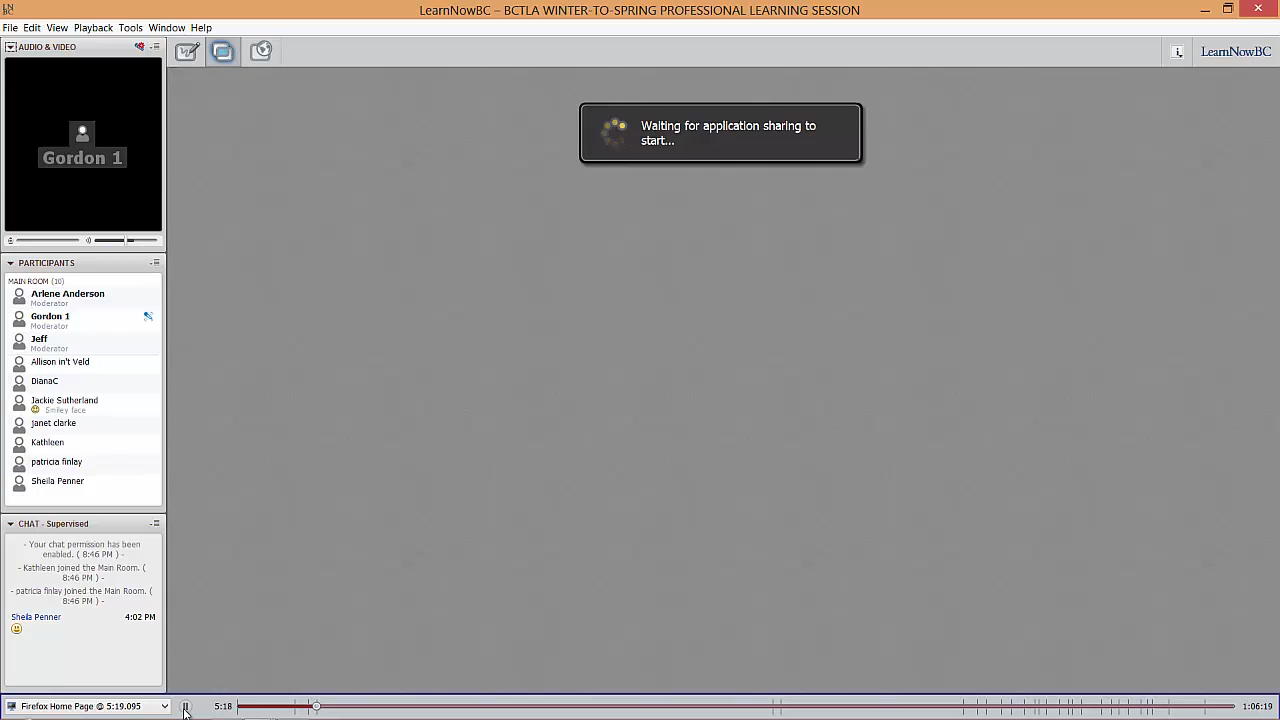 LN
BC
LearnNowBC – BCTLA WINTER-TO-SPRING PROFESSIONAL LEARNING SESSION
File Edit View Playback Tools Window Help
AUDIO & VIDEO
LearnNowBC
Gordon 1
Waiting for application sharing to
start...
PARTICIPANTS
MAIN ROOM (10)
Arlene Anderson
Moderator
Gordon 1
Moderator
Jeff
Moderator
Allison in't Veld
DianaC
Jackie Sutherland
Smiley face
janet clarke
Kathleen
patricia finlay
Sheila Penner
CHAT - Supervised
- Your chat permission has been
enabled. ( 8:46 PM ) -
- Kathleen joined the Main Room. (
8:46 PM ) -
- patricia finlay joined the Main Room. (
8:46 PM ) -
Sheila Penner 4:02 PM
Firefox Home Page @ 5:19.095 5:18 1:06:19